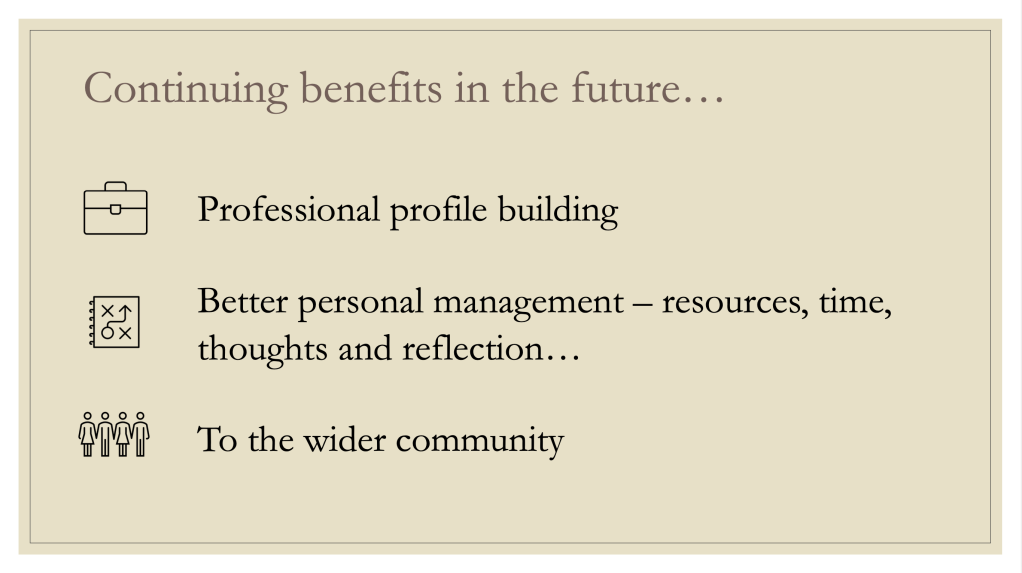 Continuing benefits in the future…
Professional profile building
Better personal management – resources, time,
thoughts and reflection…
To the wider community